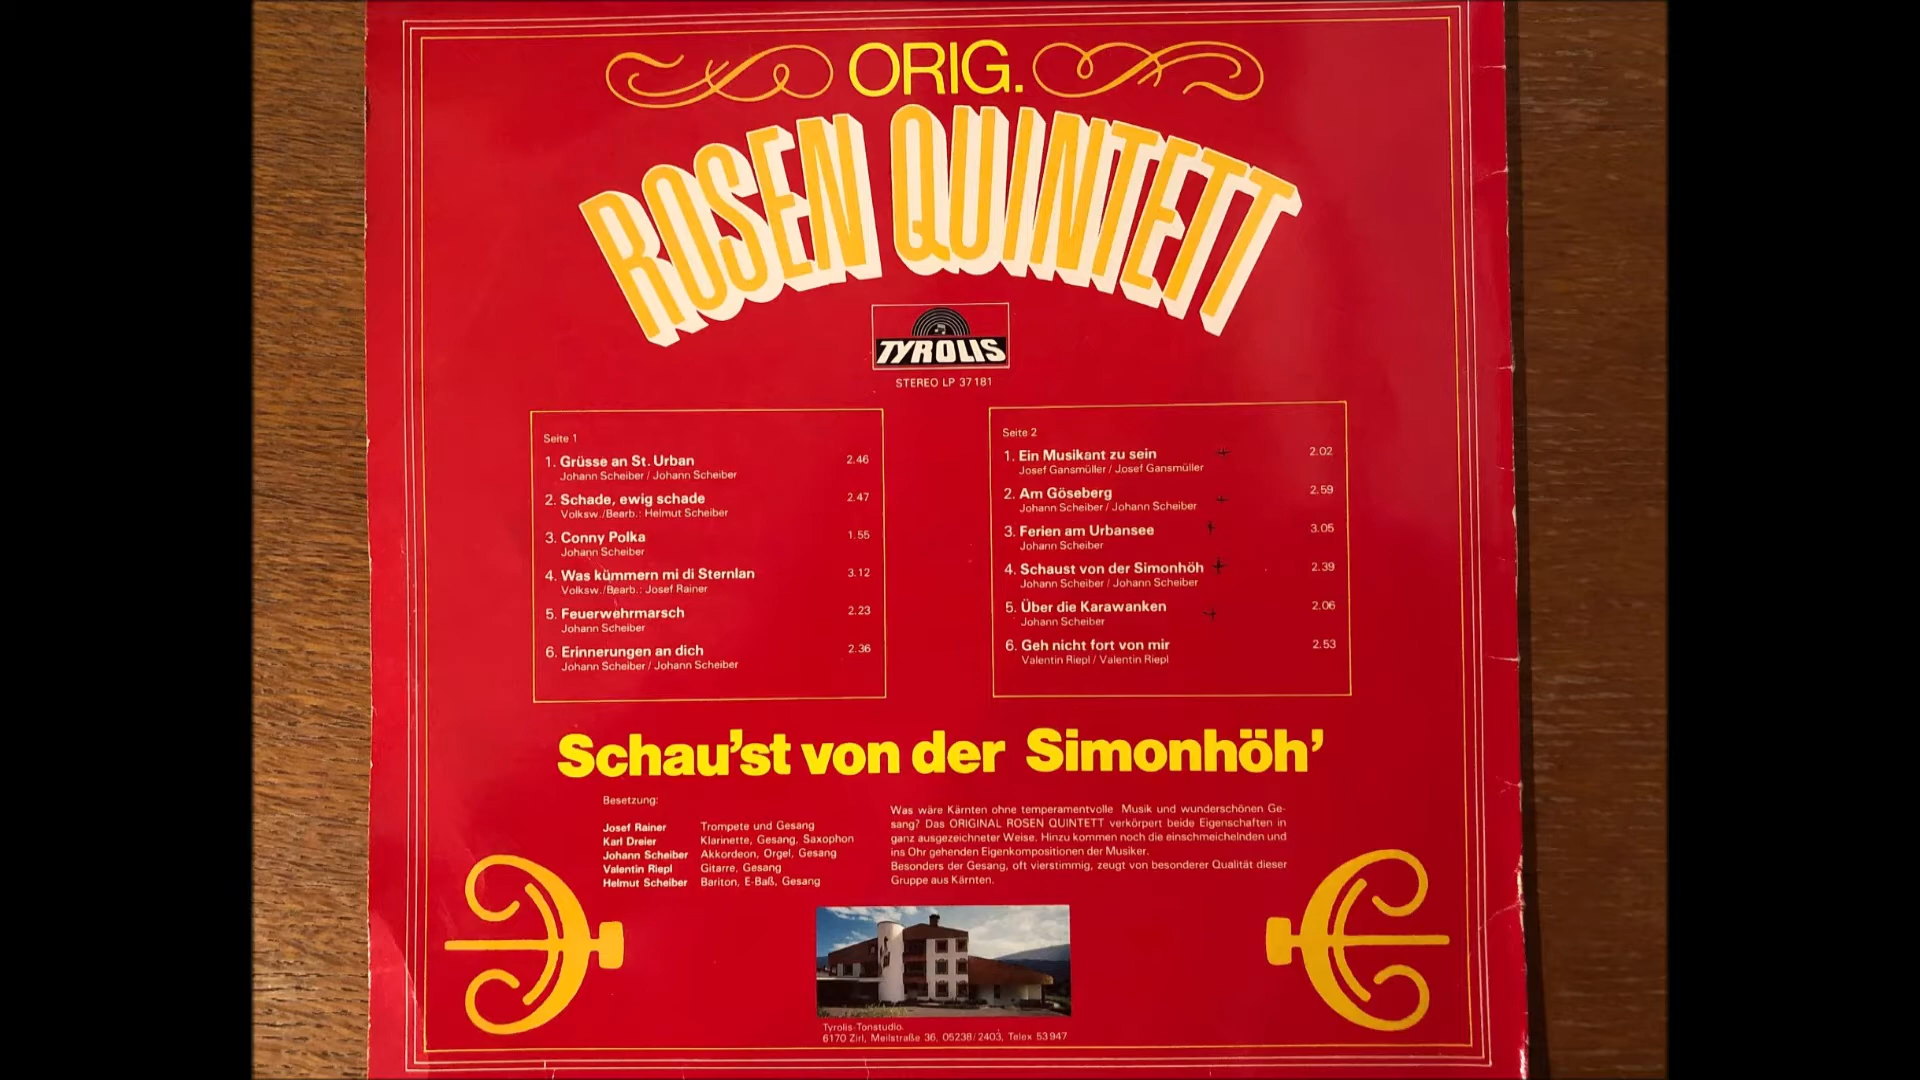 ORIG.
ROSEN QUINTETT
TYROLIS
STEREO LP 37181
Seite 1
1. Grüsse an St. Urban 2.46
Johann Scheiber / Johann Scheiber
2. Schade, ewig schade 2.47
Volksw./Bearb.: Helmut Scheiber
3. Conny Polka 1.55
Johann Scheiber
4. Was kümmern mi di Sternlan 3.12
Volksw./Bearb.: Josef Rainer
5. Feuerwehrmarsch 2.23
Johann Scheiber
6. Erinnerungen an dich 2.36
Johann Scheiber / Johann Scheiber
Seite 2
1. Ein Musikant zu sein 2.02
Josef Gansmüller / Josef Gansmüller
2. Am Göseberg 2.59
Johann Scheiber / Johann Scheiber
3. Ferien am Urbansee 3.05
Johann Scheiber
4. Schaust von der Simonhöh 2.39
Johann Scheiber / Johann Scheiber
5. Über die Karawanken 2.06
Johann Scheiber
6. Geh nicht fort von mir 2.53
Valentin Riepl / Valentin Riepl
Schau'st von der Simonhöh'
Besetzung:
Josef Rainer Trompete und Gesang
Karl Dreier Klarinette, Gesang, Saxophon
Johann Scheiber Akkordeon, Orgel, Gesang
Valentin Riepl Gitarre, Gesang
Helmut Scheiber Bariton, E-Baß, Gesang
Was wäre Kärnten ohne temperamentvolle Musik und wunderschönen Ge-
sang? Das ORIGINAL ROSEN QUINTETT verkörpert beide Eigenschaften in
ganz ausgezeichneter Weise. Hinzu kommen noch die einschmeichelnden und
ins Ohr gehenden Eigenkompositionen der Musiker.
Besonders der Gesang, oft vierstimmig, zeugt von besonderer Qualität dieser
Gruppe aus Kärnten.
Tyrolis-Tonstudio.
6170 Zirl, Meilstraße 36, 05238/2403, Telex 53947